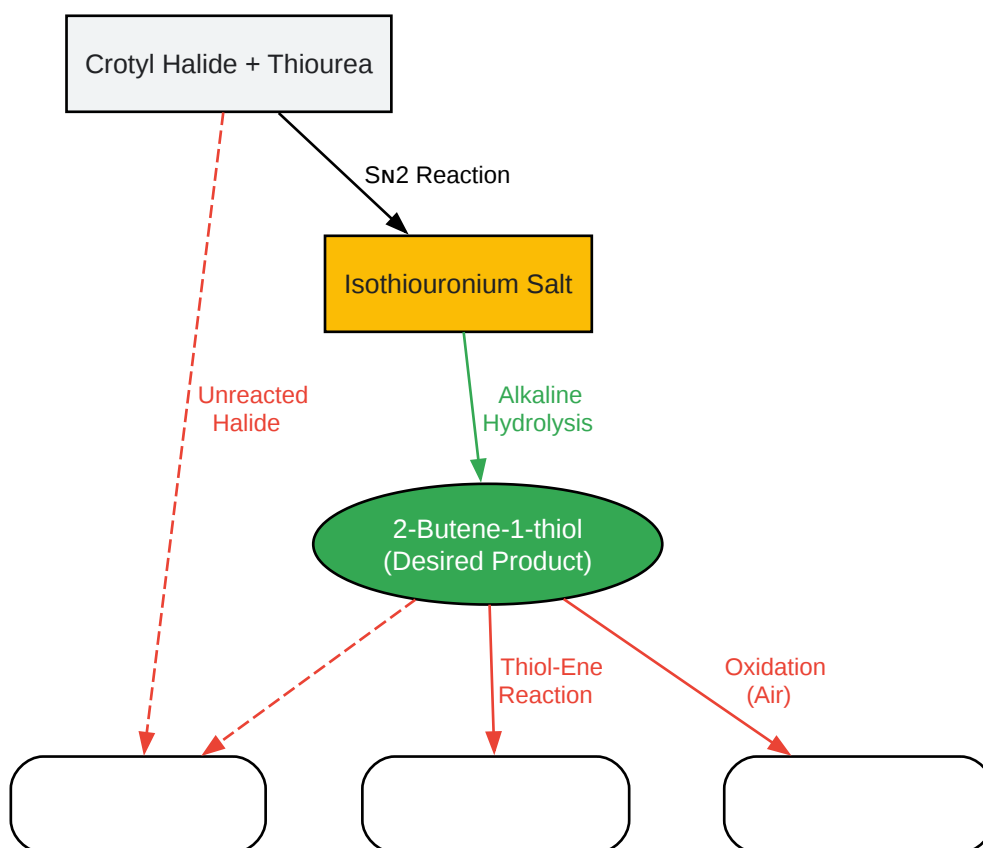 Crotyl Halide + Thiourea
SN2 Reaction
Isothiouronium Salt
Unreacted
Halide
Alkaline
Hydrolysis
2-Butene-1-thiol
(Desired Product)
Thiol-Ene
Reaction
Oxidation
(Air)